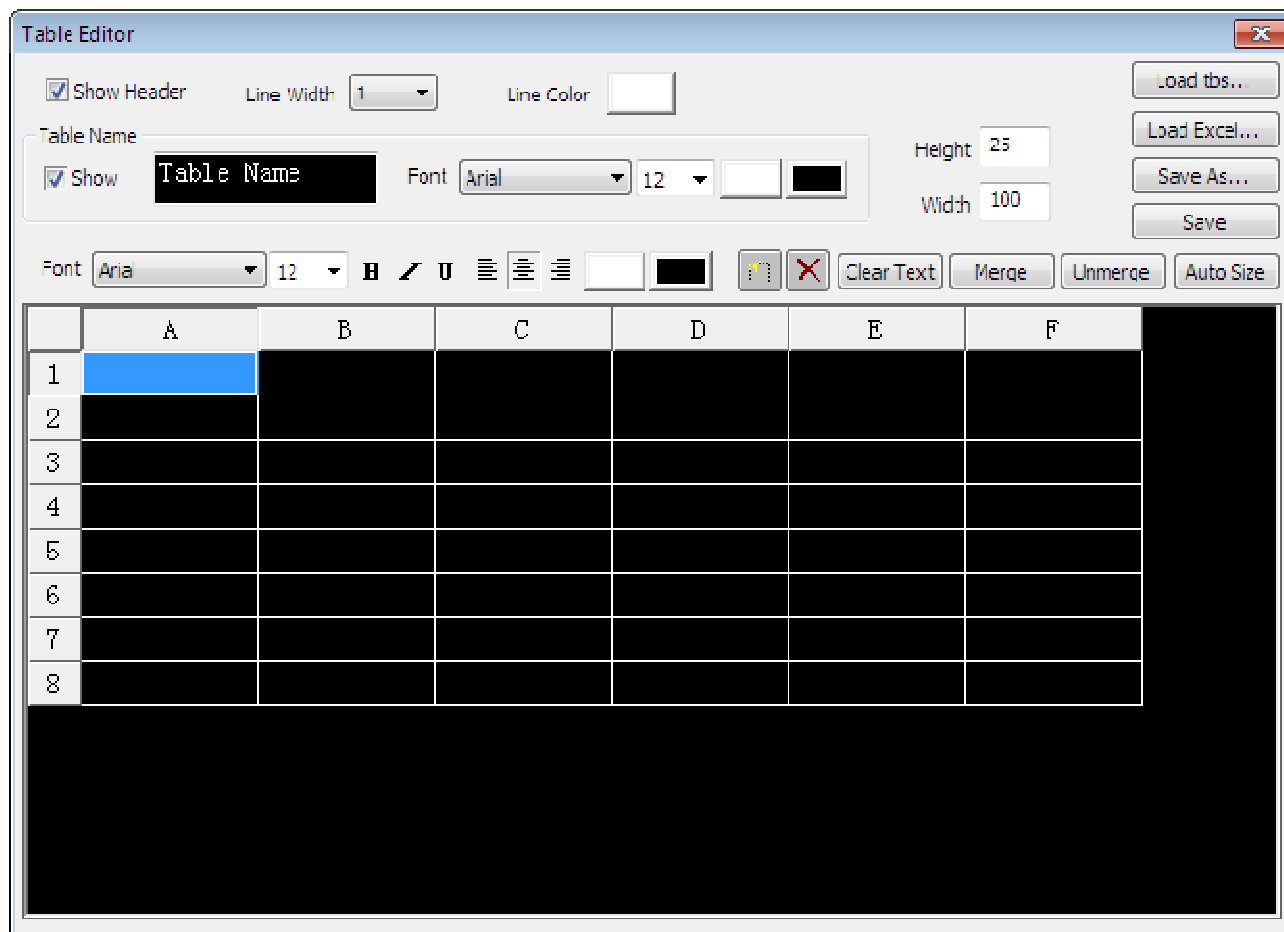 Table Editor
Show Header Line Width 1 Line Color Load tbs...
Table Name Load Excel...
Show Table Name Font Arial 12 Height 25 Save As...
Width 100 Save
Font Arial 12 B I U Clear Text Merge Unmerge Auto Size
A B C D E F
1
2
3
4
5
6
7
8